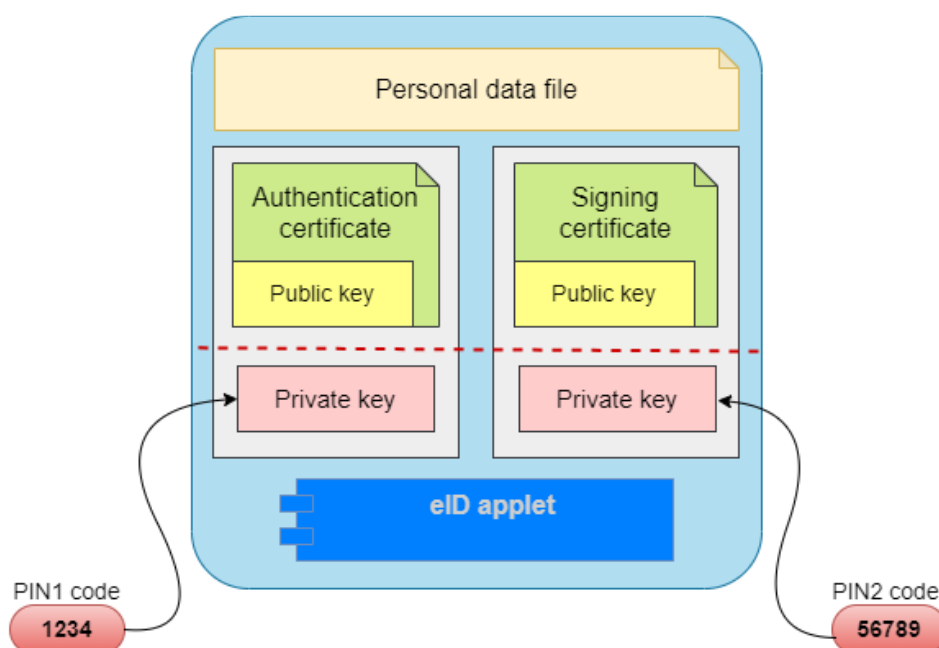 Personal data file
Authentication
certificate
Public key
Signing
certificate
Public key
Private key
Private key
eID applet
PIN1 code
1234
PIN2 code
56789